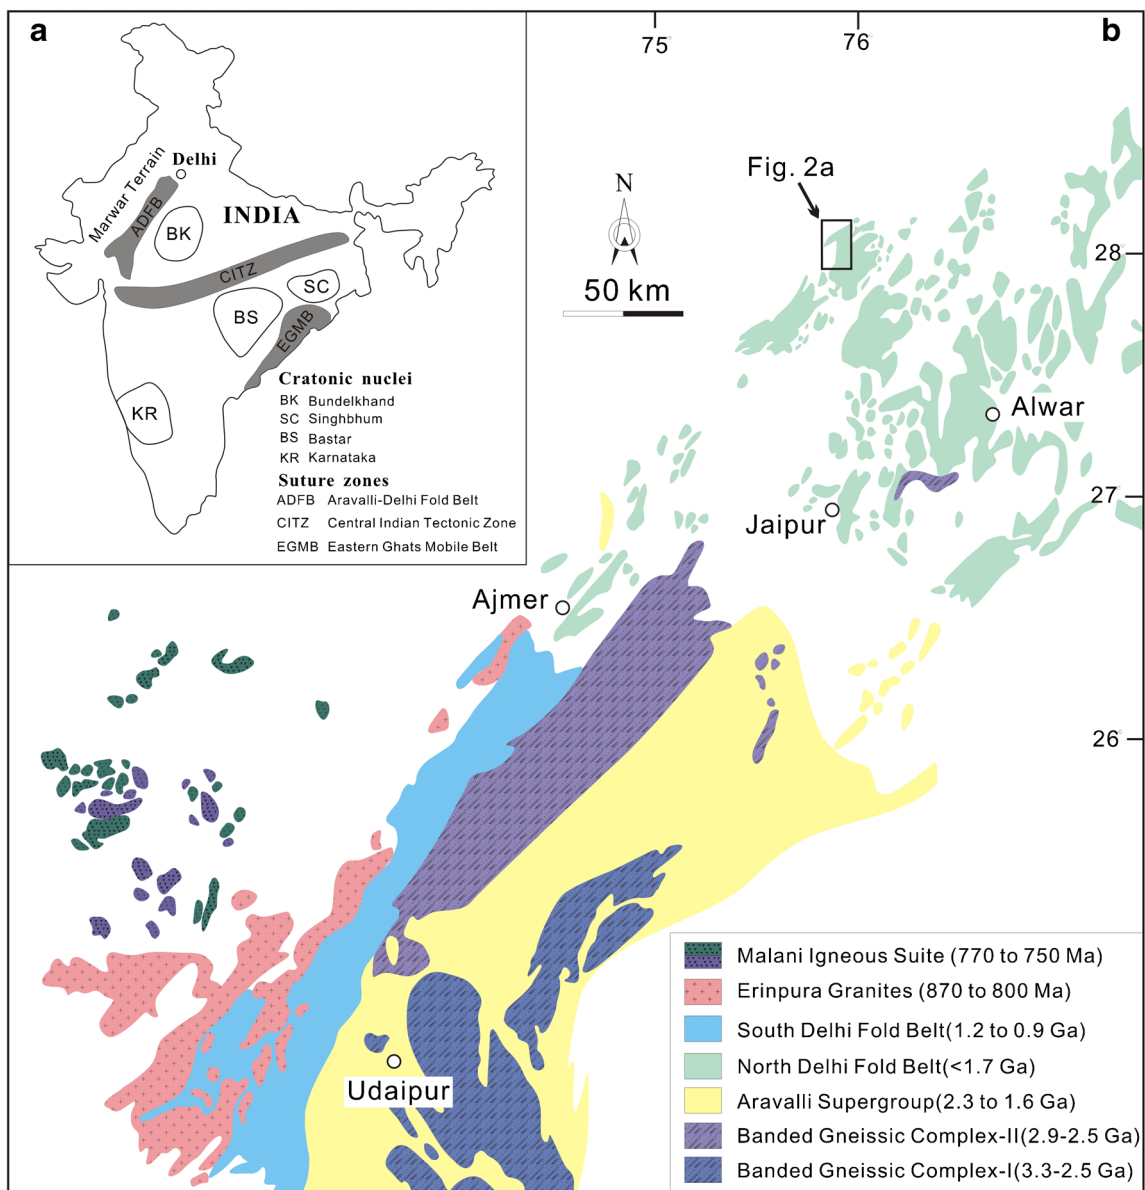 a
Marwar Terrain
Delhi
ADFB
BK
INDIA
CITZ
SC
BS
EGMB
KR
Cratonic nuclei
BK Bundelkhand
SC Singhbhum
BS Bastar
KR Karnataka
Suture zones
ADFB Aravalli-Delhi Fold Belt
CITZ Central Indian Tectonic Zone
EGMB Eastern Ghats Mobile Belt
b
75°
76°
Fig. 2a
N
50 km
28°
Alwar
27°
Jaipur
Ajmer
26°
Udaipur
Malani Igneous Suite (770 to 750 Ma)
Erinpura Granites (870 to 800 Ma)
South Delhi Fold Belt(1.2 to 0.9 Ga)
North Delhi Fold Belt(<1.7 Ga)
Aravalli Supergroup(2.3 to 1.6 Ga)
Banded Gneissic Complex-II(2.9-2.5 Ga)
Banded Gneissic Complex-I(3.3-2.5 Ga)